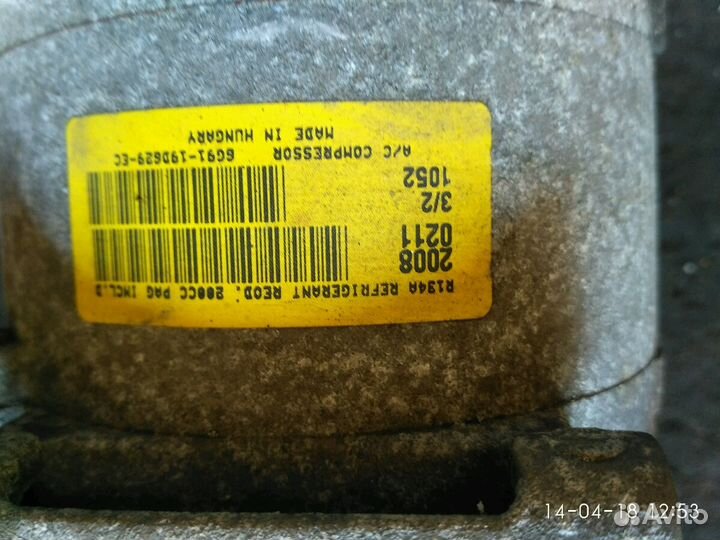 R134A REFRIGERANT REQD. 200CC PAG INCL.D
2008
0211
3/2
1052
A/C COMPRESSOR 6G91-19D629-EC
MADE IN HUNGARY
14-04-18 12:53
Avito